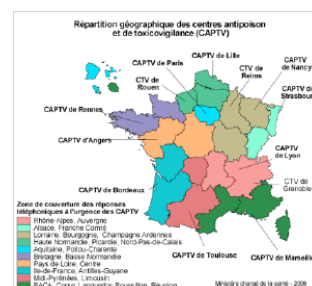 Répartition géographique des centres antipoison
et de toxicovigilance (CAPTV)
CAPTV de Lille
CAPTV de Paris
CTV de
Rouen
CTV de
Reims
CAPTV
de Nancy
CAPTV de
Strasbourg
CAPTV de Rennes
CAPTV d'Angers
CAPTV
de Lyon
CTV de
Grenoble
CAPTV de Bordeaux
CAPTV de Toulouse
CAPTV de Marseille
Zone de couverture des réponses
téléphoniques à l'urgence des CAPTV
Rhône-Alpes, Auvergne
Alsace, Franche Comté
Lorraine, Bourgogne, Champagne Ardennes
Haute Normandie, Picardie, Nord-Pas-de-Calais
Aquitaine, Poitou-Charente
Bretagne, Basse Normandie
Pays de Loire, Centre
Ile-de-France, Antilles-Guyane
Midi-Pyrénées, Limousin
PACA, Corse, Languedoc Roussillon, Réunion
Ministère chargé de la santé - 2006